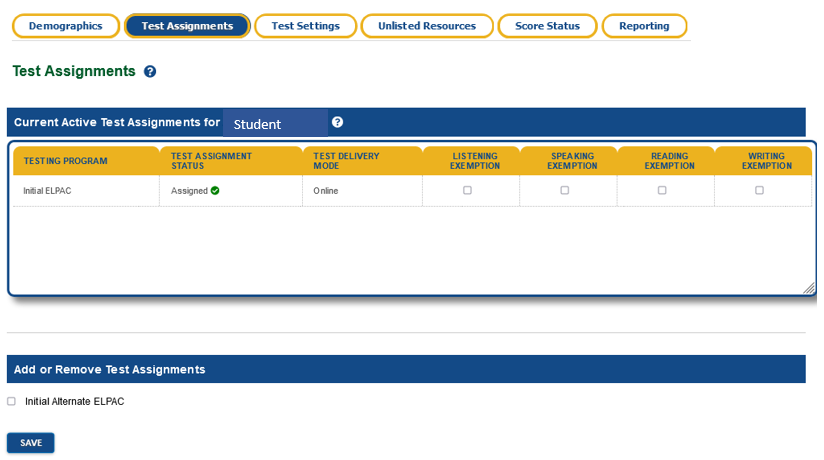 Demographics Test Assignments Test Settings Unlisted Resources Score Status Reporting
Test Assignments ?
Current Active Test Assignments for Student ?
TESTING PROGRAM TEST ASSIGNMENT STATUS TEST DELIVERY MODE LISTENING EXEMPTION SPEAKING EXEMPTION READING EXEMPTION WRITING EXEMPTION
Initial ELPAC Assigned Online
Add or Remove Test Assignments
Initial Alternate ELPAC
SAVE